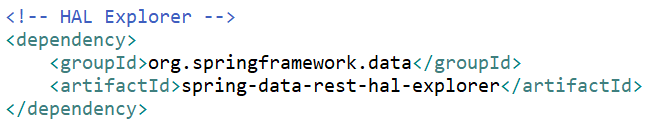 <!-- HAL Explorer -->
<dependency>
    <groupId>org.springframework.data</groupId>
    <artifactId>spring-data-rest-hal-explorer</artifactId>
</dependency>